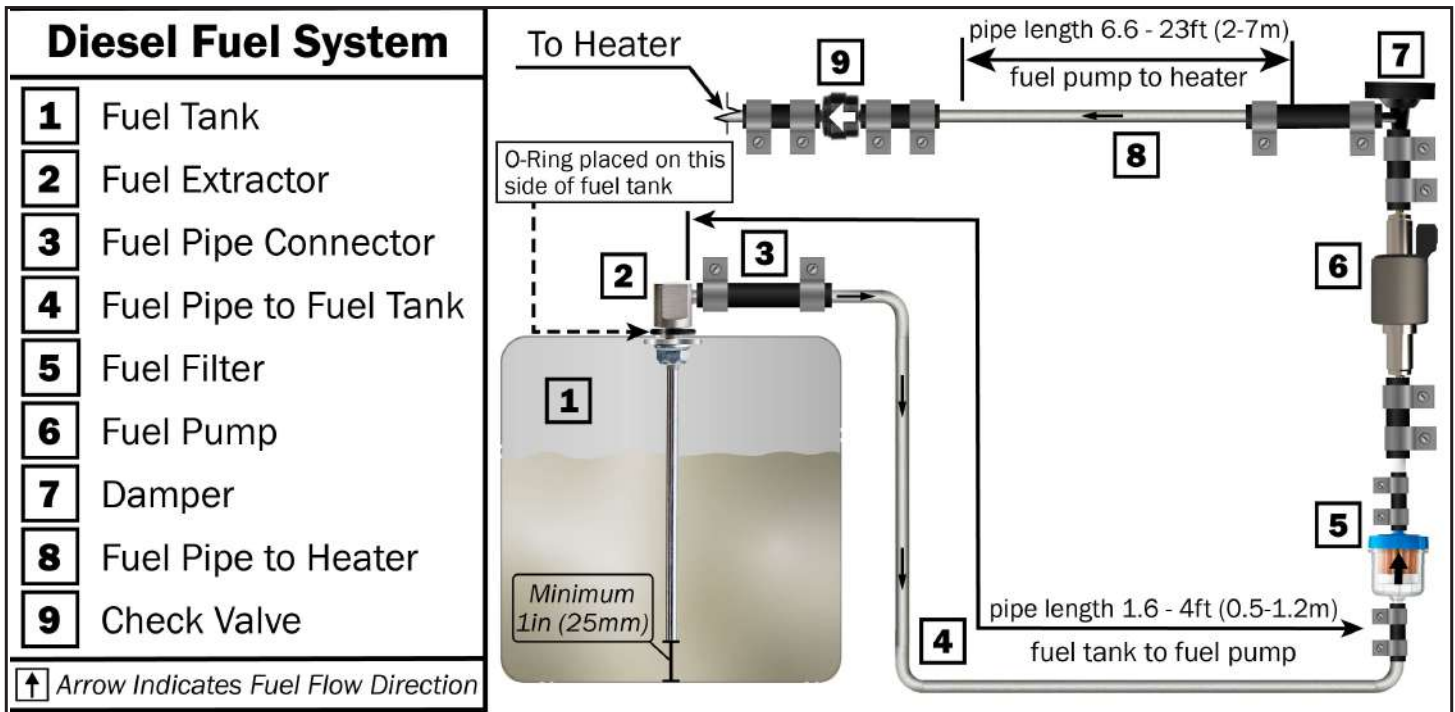 Diesel Fuel System
1 Fuel Tank
2 Fuel Extractor
3 Fuel Pipe Connector
4 Fuel Pipe to Fuel Tank
5 Fuel Filter
6 Fuel Pump
7 Damper
8 Fuel Pipe to Heater
9 Check Valve
Arrow Indicates Fuel Flow Direction
To Heater
9
pipe length 6.6 - 23ft (2-7m)
fuel pump to heater
7
8
O-Ring placed on this
side of fuel tank
2
3
6
1
5
Minimum
1in (25mm)
4
pipe length 1.6 - 4ft (0.5-1.2m)
fuel tank to fuel pump